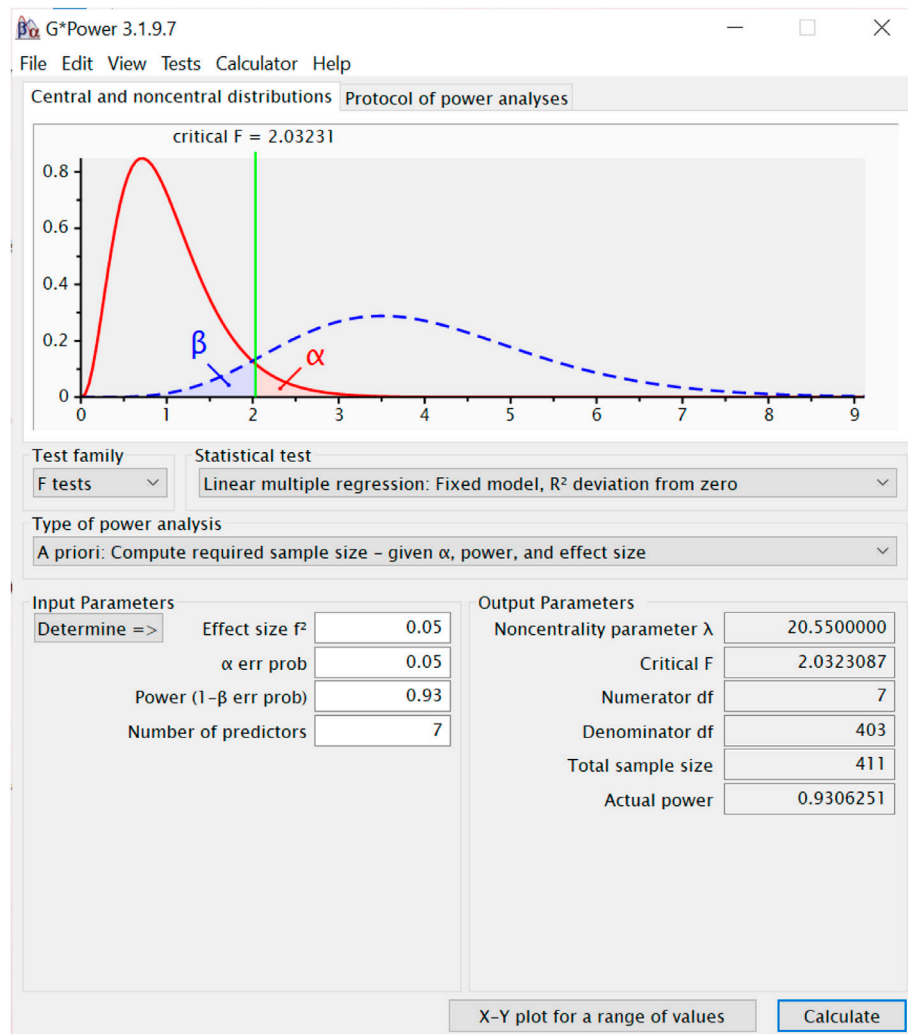 G*Power 3.1.9.7
File Edit View Tests Calculator Help
Central and noncentral distributions Protocol of power analyses
critical F = 2.03231
0.8
0.6
0.4
0.2
0
β
α
0 1 2 3 4 5 6 7 8 9
Test family Statistical test
F tests Linear multiple regression: Fixed model, R² deviation from zero
Type of power analysis
A priori: Compute required sample size – given α, power, and effect size
Input Parameters Output Parameters
Determine => Effect size f² 0.05 Noncentrality parameter λ 20.5500000
α err prob 0.05 Critical F 2.0323087
Power (1-β err prob) 0.93 Numerator df 7
Number of predictors 7 Denominator df 403
Total sample size 411
Actual power 0.9306251
X-Y plot for a range of values Calculate